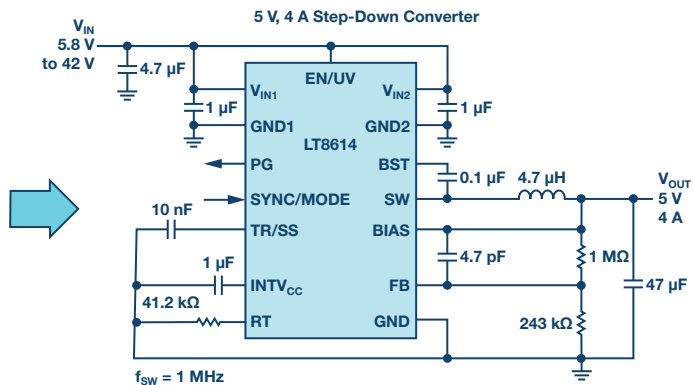 5 V, 4 A Step-Down Converter
VIN
5.8 V
to 42 V
4.7 µF
EN/UV
VIN1
VIN2
1 µF
1 µF
GND1
GND2
LT8614
PG
BST
0.1 µF
4.7 µH
VOUT
5 V
4 A
SYNC/MODE
SW
10 nF
TR/SS
BIAS
4.7 pF
1 MΩ
1 µF
INTVCC
FB
47 µF
41.2 kΩ
RT
GND
243 kΩ
fSW = 1 MHz